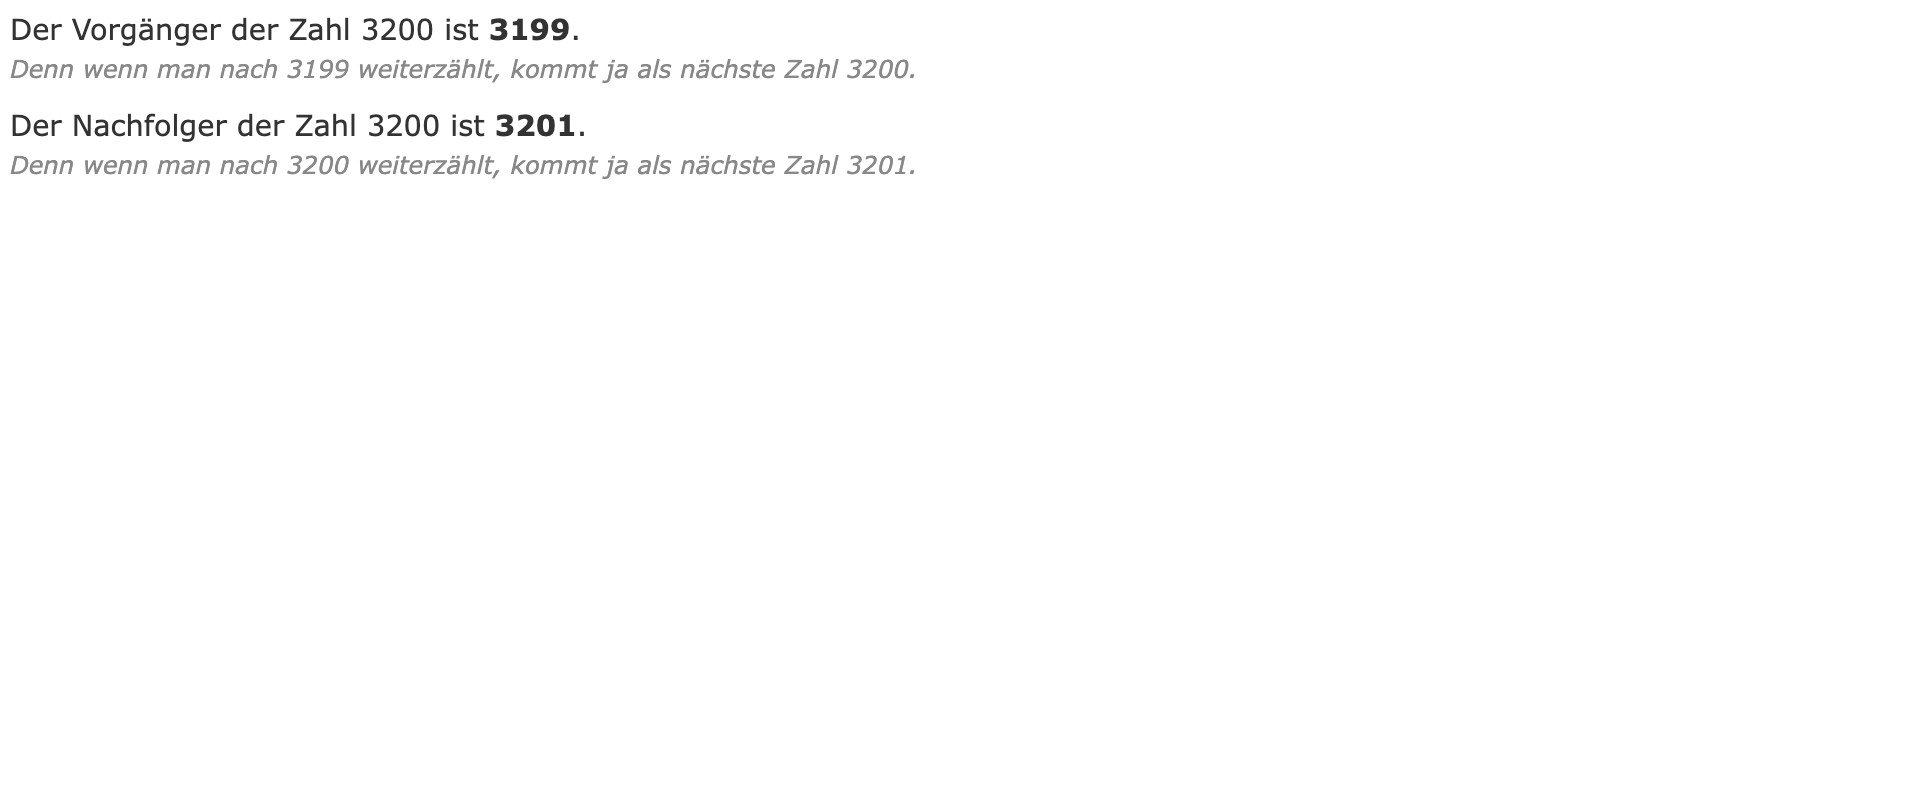 Der Vorgänger der Zahl 3200 ist 3199.
Denn wenn man nach 3199 weiterzählt, kommt ja als nächste Zahl 3200.
Der Nachfolger der Zahl 3200 ist 3201.
Denn wenn man nach 3200 weiterzählt, kommt ja als nächste Zahl 3201.